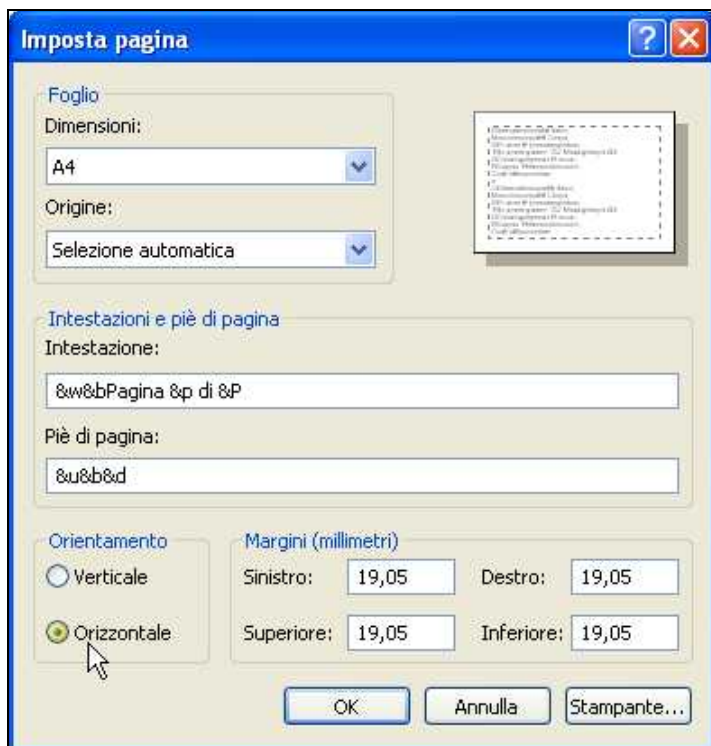 Imposta pagina
Foglio
Dimensioni:
A4
Origine:
Selezione automatica
Intestazioni e piè di pagina
Intestazione:
&w&bPagina &p di &P
Piè di pagina:
&u&b&d
Orientamento
Verticale
Orizzontale
Margini (millimetri)
Sinistro: 19,05 Destro: 19,05
Superiore: 19,05 Inferiore: 19,05
OK Annulla Stampante...